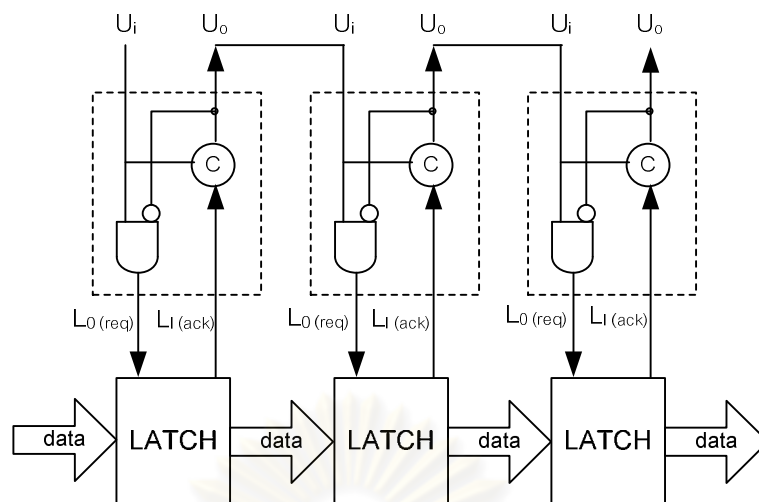 Ui Uo Ui Uo Ui Uo
C C C
L0 (req) LI (ack) L0 (req) LI (ack) L0 (req) LI (ack)
data LATCH data LATCH data LATCH data